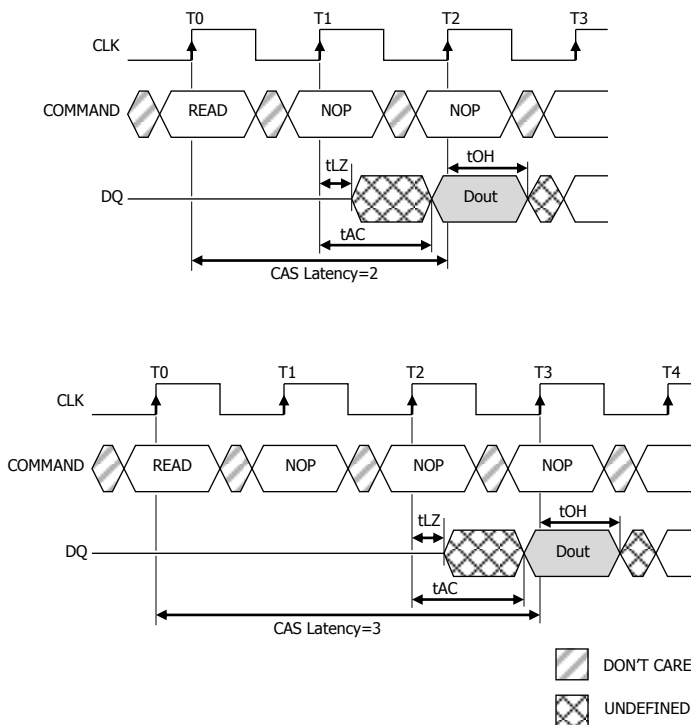 T0 T1 T2 T3
CLK
COMMAND READ NOP NOP
tLZ tOH
DQ Dout
tAC
CAS Latency=2
T0 T1 T2 T3 T4
CLK
COMMAND READ NOP NOP NOP
tLZ tOH
DQ Dout
tAC
CAS Latency=3
DON'T CARE
UNDEFINED